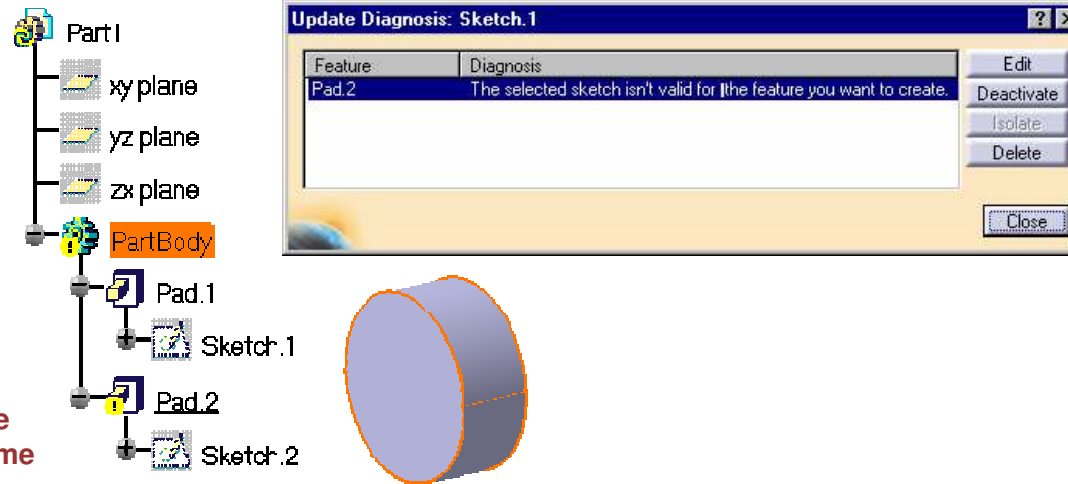 Part1
xy plane
yz plane
zx plane
PartBody
Pad.1
Sketch.1
Pad.2
Sketch.2
e
me
Update Diagnosis: Sketch.1
Feature Diagnosis
Pad.2 The selected sketch isn't valid for the feature you want to create.
Edit
Deactivate
Isolate
Delete
Close